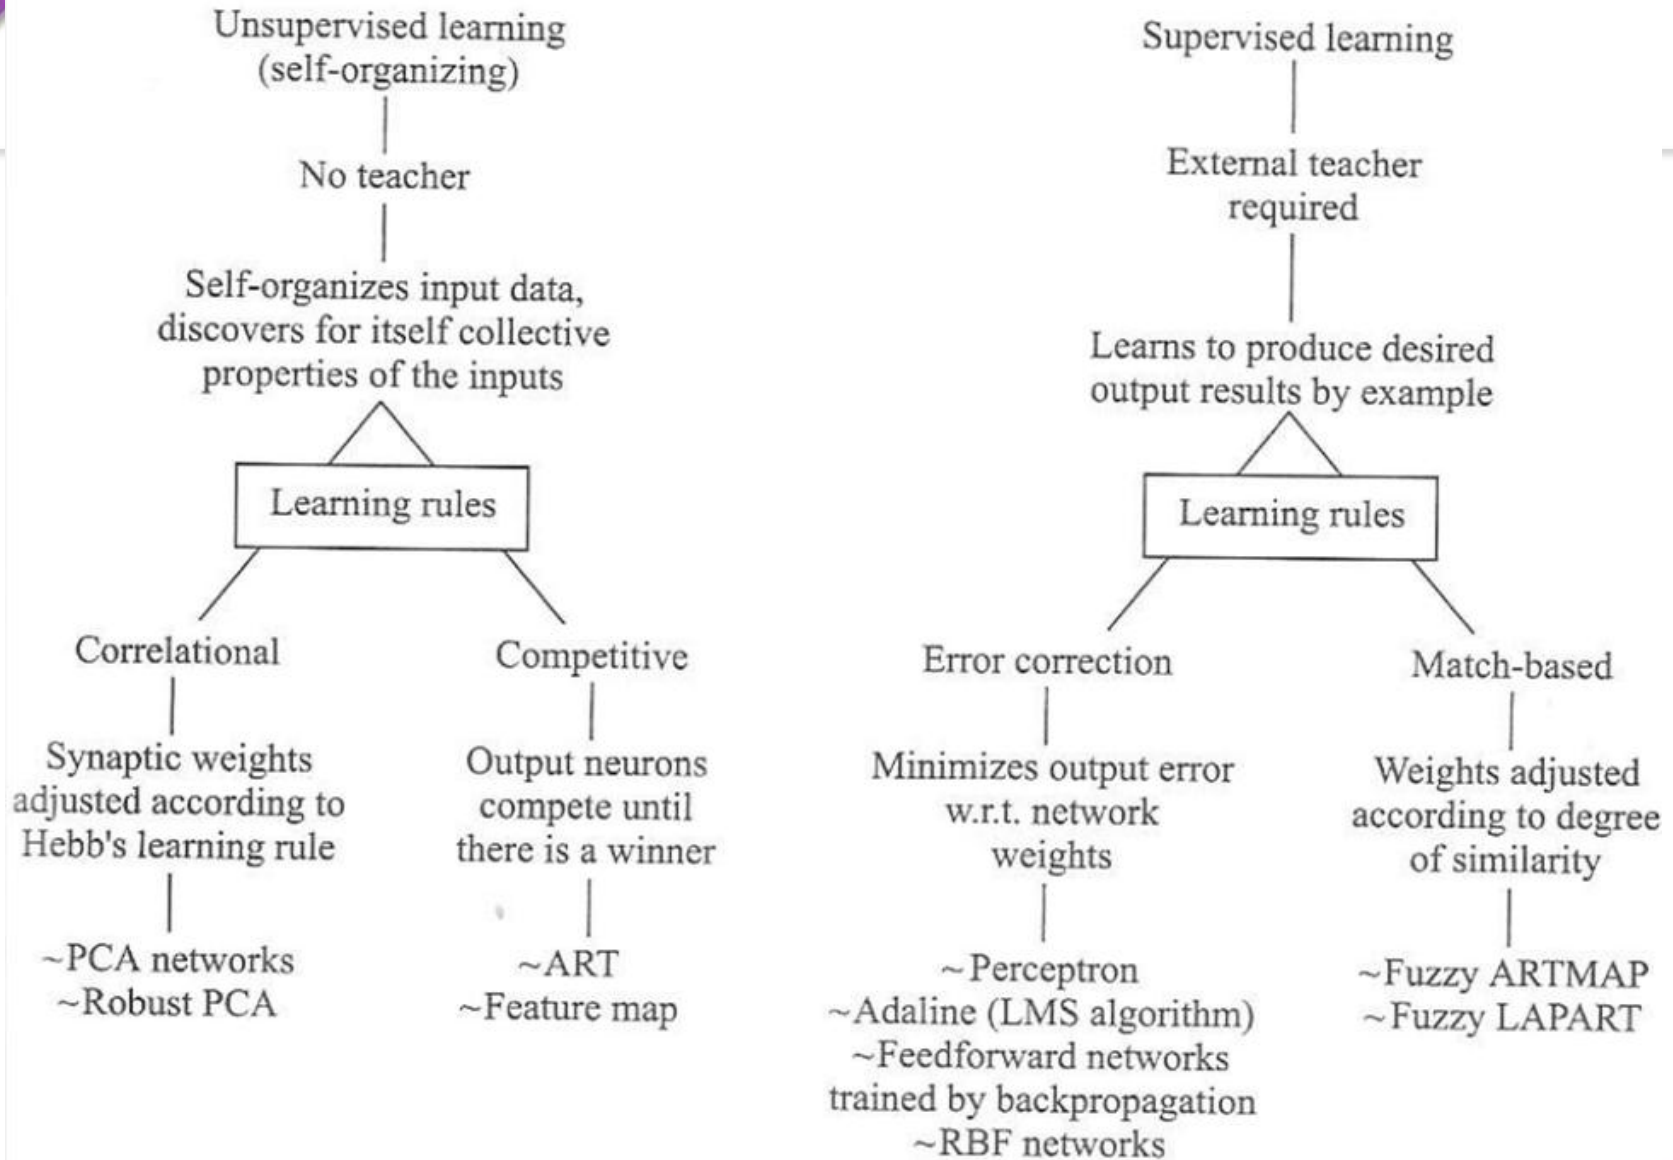 Unsupervised learning
(self-organizing)
No teacher
Self-organizes input data,
discovers for itself collective
properties of the inputs
Learning rules
Correlational
Synaptic weights
adjusted according to
Hebb's learning rule
~PCA networks
~Robust PCA
Competitive
Output neurons
compete until
there is a winner
~ART
~Feature map
Supervised learning
External teacher
required
Learns to produce desired
output results by example
Learning rules
Error correction
Minimizes output error
w.r.t. network
weights
~Perceptron
~Adaline (LMS algorithm)
~Feedforward networks
trained by backpropagation
~RBF networks
Match-based
Weights adjusted
according to degree
of similarity
~Fuzzy ARTMAP
~Fuzzy LAPART